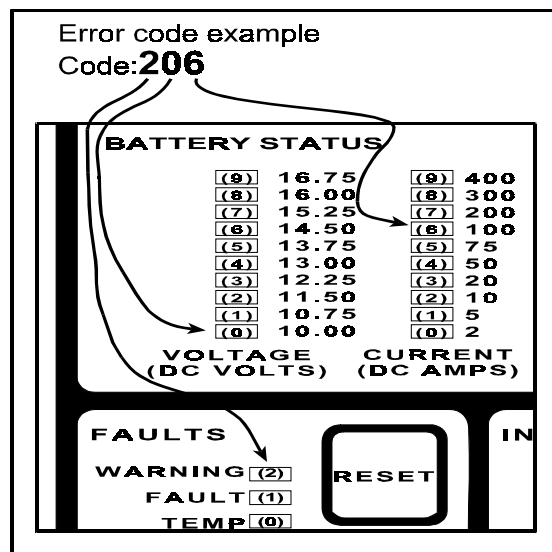 Error code example
Code:206
BATTERY STATUS
(9) 16.75 (9) 400
(8) 16.00 (8) 300
(7) 15.25 (7) 200
(6) 14.50 (6) 100
(5) 13.75 (5) 75
(4) 13.00 (4) 50
(3) 12.25 (3) 20
(2) 11.50 (2) 10
(1) 10.75 (1) 5
(0) 10.00 (0) 2
VOLTAGE CURRENT
(DC VOLTS) (DC AMPS)
FAULTS IN
WARNING (2)
RESET
FAULT (1)
TEMP (0)